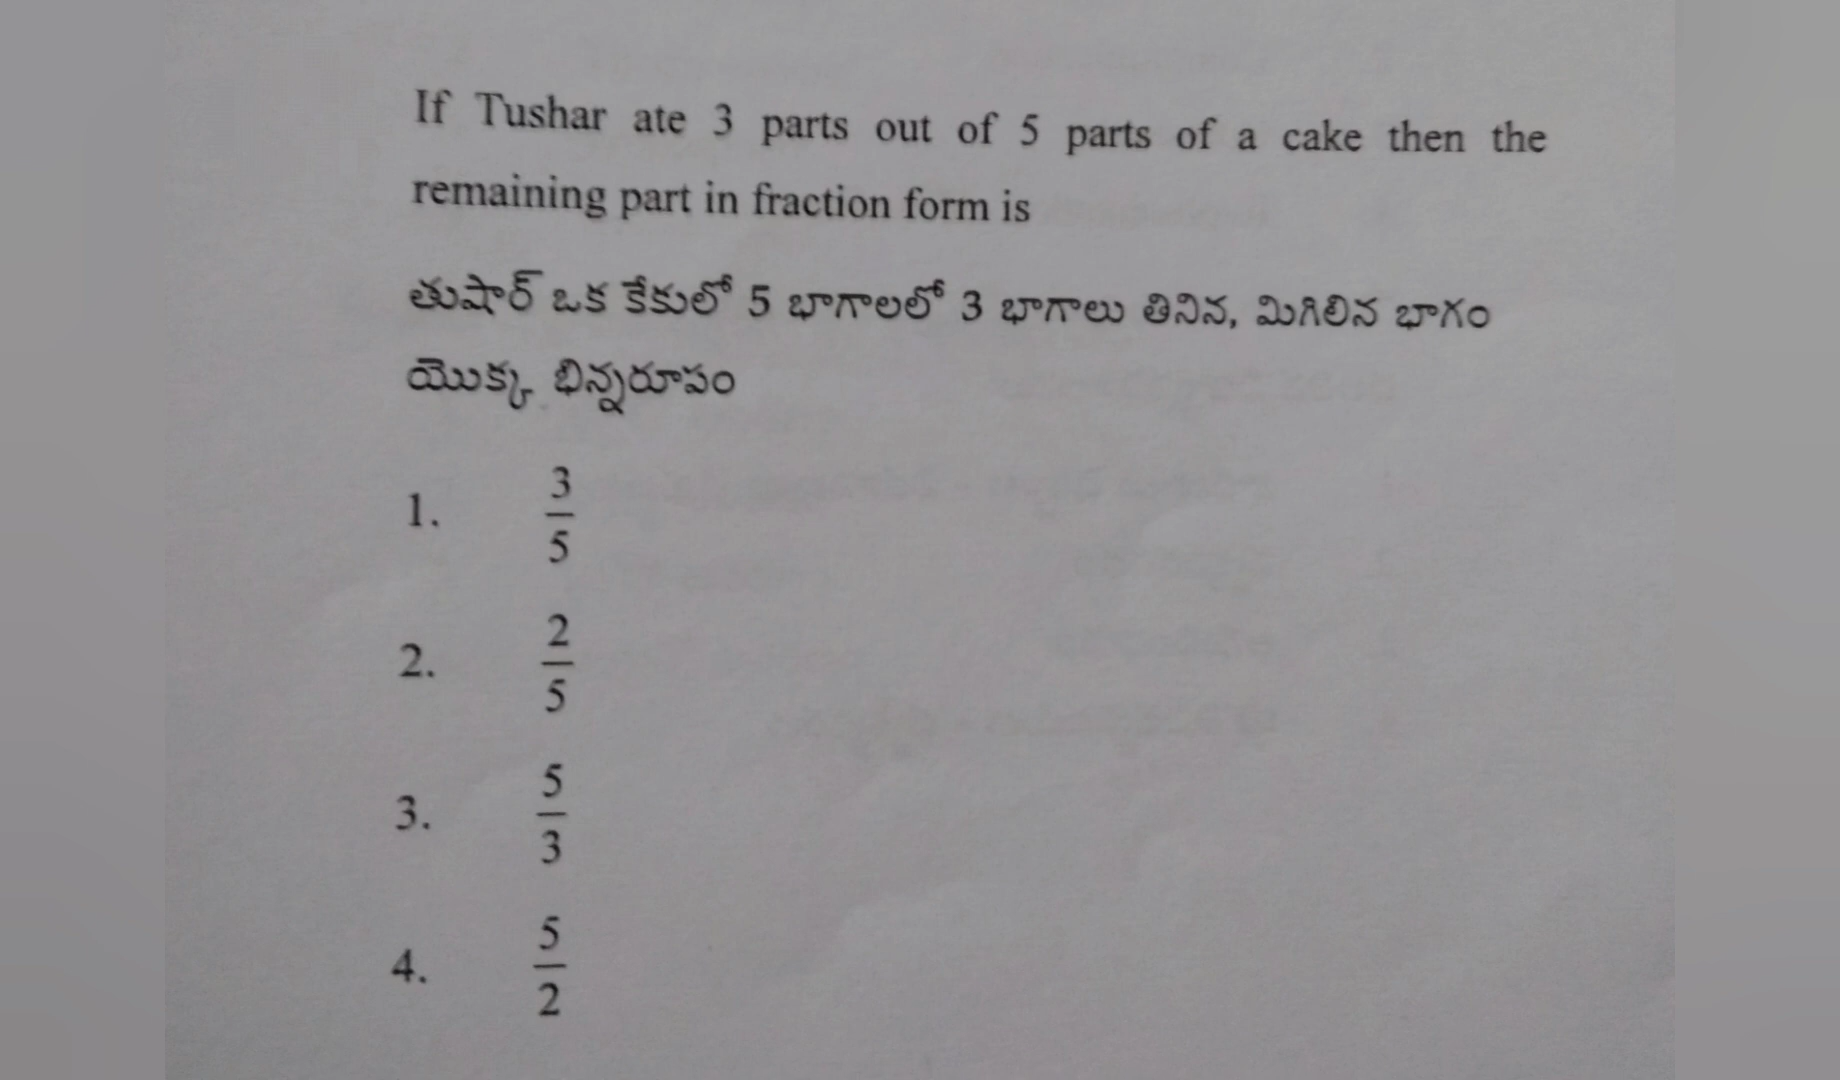 If Tushar ate 3 parts out of 5 parts of a cake then the
remaining part in fraction form is
తుషార్ ఒక కేకులో 5 భాగాలలో 3 భాగాలు తినిన, మిగిలిన భాగం
యొక్క భిన్నరూపం
1. 3/5
2. 2/5
3. 5/3
4. 5/2